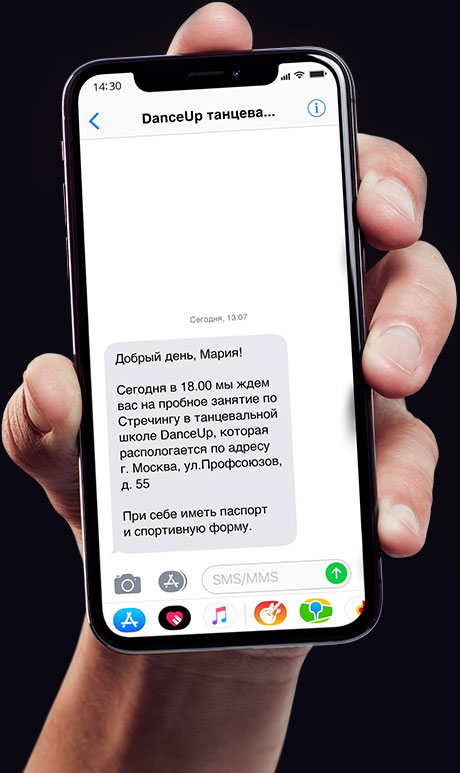 14:30
DanceUp танцева...
Сегодня, 13:07
Добрый день, Мария!
Сегодня в 18.00 мы ждем
вас на пробное занятие по
Стречингу в танцевальной
школе DanceUp, которая
распологается по адресу
г. Москва, ул.Профсоюзов,
д. 55
При себе иметь паспорт
и спортивную форму.
SMS/MMS